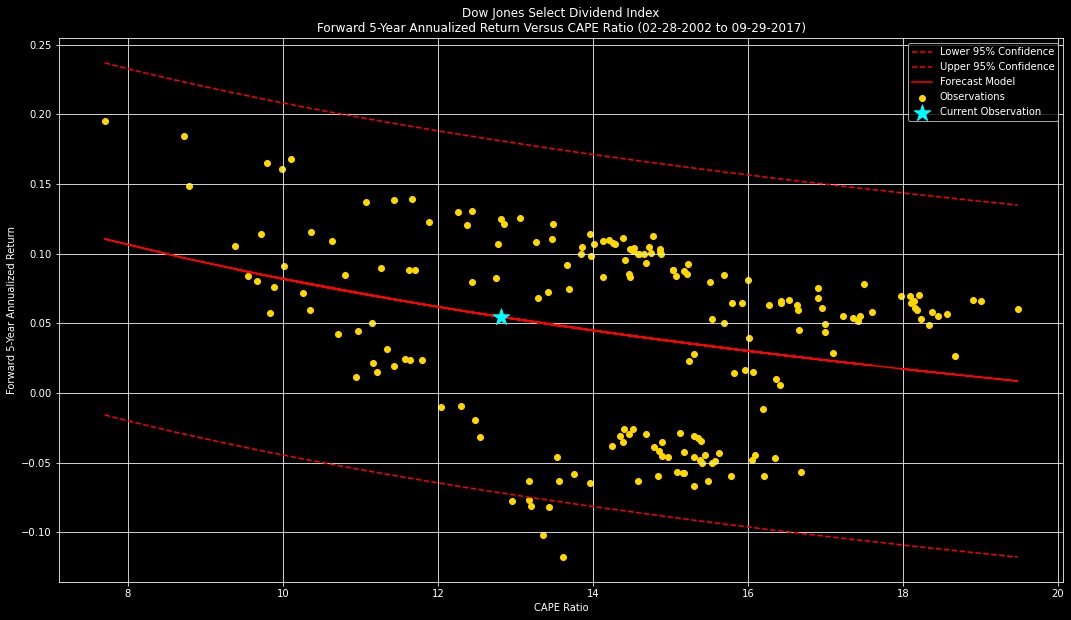 Dow Jones Select Dividend Index
Forward 5-Year Annualized Return Versus CAPE Ratio (02-28-2002 to 09-29-2017)
Lower 95% Confidence
Upper 95% Confidence
Forecast Model
Observations
Current Observation
Forward 5-Year Annualized Return
0.25
0.20
0.15
0.10
0.05
0.00
−0.05
−0.10
8 10 12 14 16 18 20
CAPE Ratio